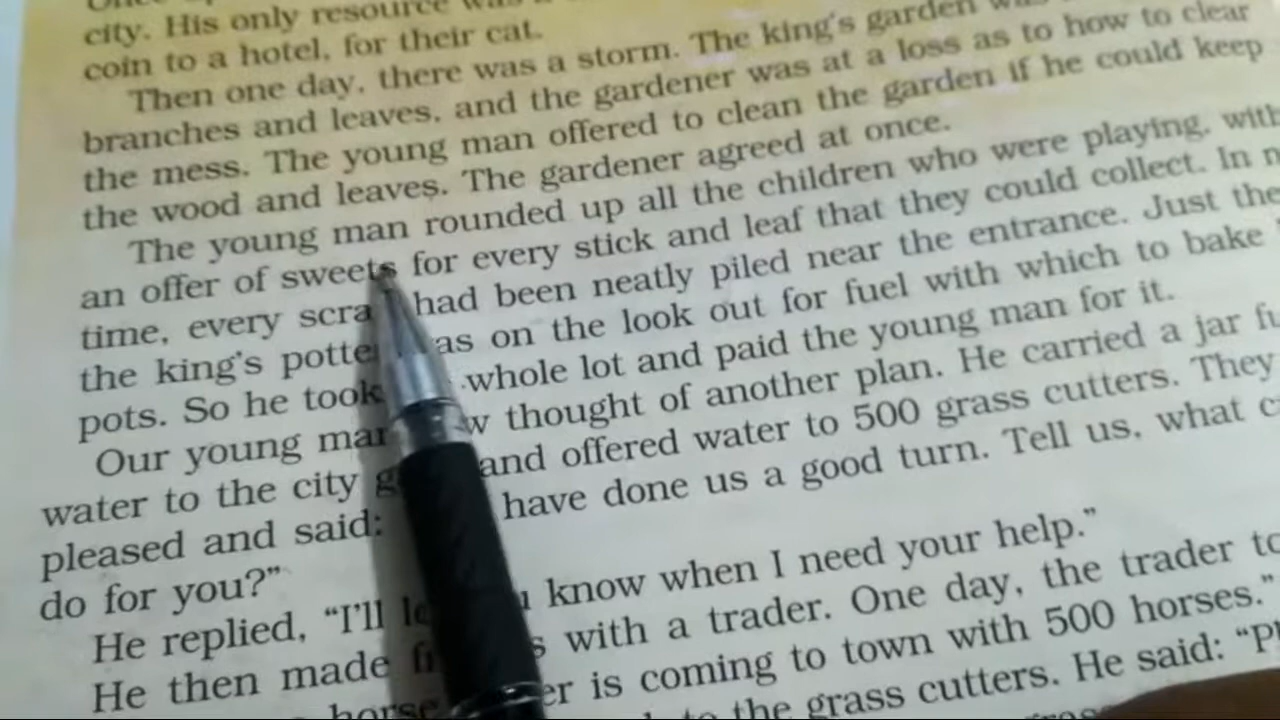 city. His only resource was a
coin to a hotel, for their cat.
Then one day, there was a storm. The king's garden was
branches and leaves, and the gardener was at a loss as to how to clear
the mess. The young man offered to clean the garden if he could keep
the wood and leaves. The gardener agreed at once.
The young man rounded up all the children who were playing, with
an offer of sweets for every stick and leaf that they could collect. In
time, every scra had been neatly piled near the entrance. Just
the king's potte as on the look out for fuel with which to bake
pots. So he took whole lot and paid the young man for it.
Our young man thought of another plan. He carried a jar
water to the city and offered water to 500 grass cutters. They
pleased and said: have done us a good turn. Tell us, what
do for you?"
He replied, "I'll know when I need your help."
He then made with a trader. One day, the trader
horse er is coming to town with 500 horses."
to the grass cutters. He said: